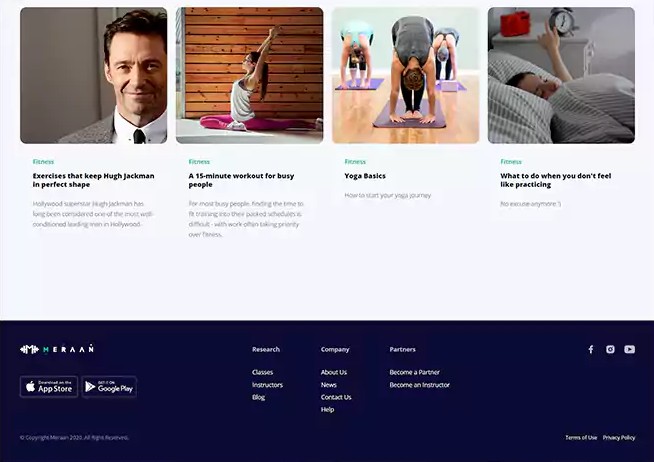 Fitness
Exercises that keep Hugh Jackman
in perfect shape
Hollywood superstar Hugh Jackman has
long been considered one of the most well-
conditioned leading men in Hollywood.
Fitness
A 15-minute workout for busy
people
For most busy people, finding the time to
fit training into their packed schedules is
difficult - with work often taking priority
over fitness.
Fitness
Yoga Basics
How to start your yoga journey
Fitness
What to do when you don't feel
like practicing
No excuse anymore :)
MERAAN
Download on the
App Store
GET IT ON
Google Play
Research
Classes
Instructors
Blog
Company
About Us
News
Contact Us
Help
Partners
Become a Partner
Become an Instructor
© Copyright Meraan 2020. All Rights Reserved.
Terms of Use
Privacy Policy